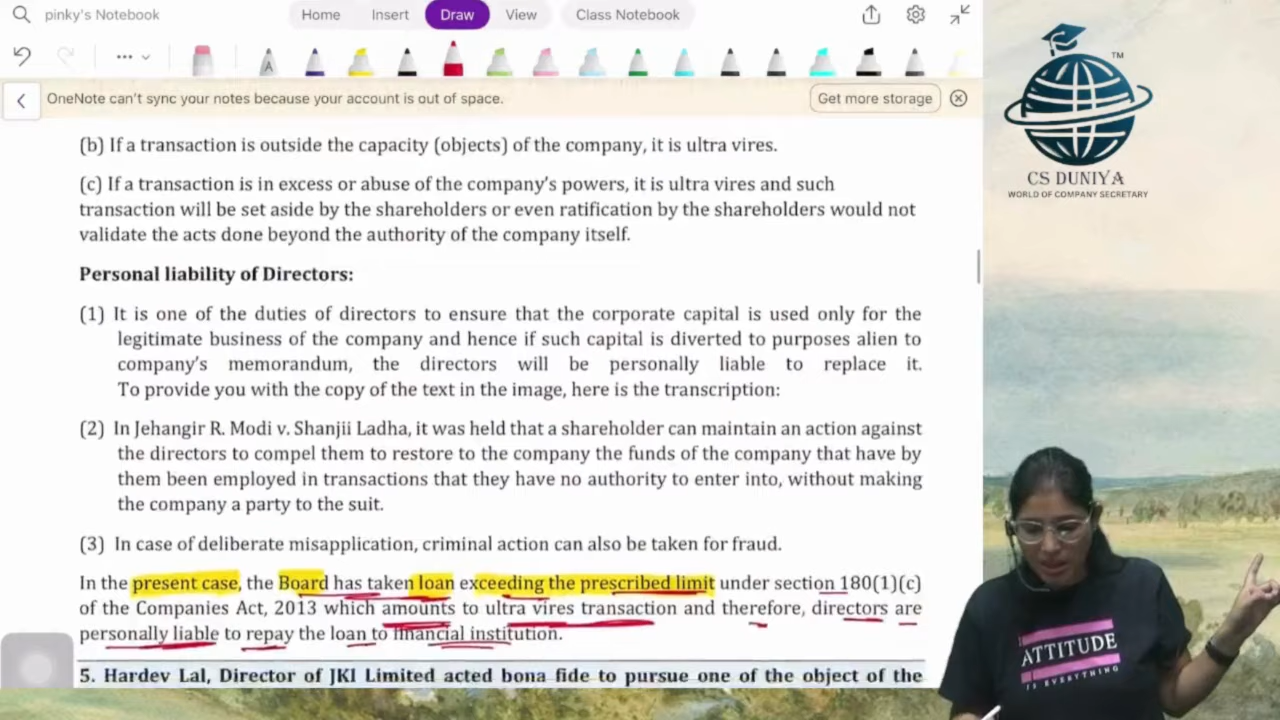 pinky's Notebook
Home Insert Draw View Class Notebook
A
OneNote can't sync your notes because your account is out of space.
Get more storage
(b) If a transaction is outside the capacity (objects) of the company, it is ultra vires.
(c) If a transaction is in excess or abuse of the company's powers, it is ultra vires and such
transaction will be set aside by the shareholders or even ratification by the shareholders would not
validate the acts done beyond the authority of the company itself.
Personal liability of Directors:
(1) It is one of the duties of directors to ensure that the corporate capital is used only for the
legitimate business of the company and hence if such capital is diverted to purposes alien to
company's memorandum, the directors will be personally liable to replace it.
To provide you with the copy of the text in the image, here is the transcription:
(2) In Jehangir R. Modi v. Shanjii Ladha, it was held that a shareholder can maintain an action against
the directors to compel them to restore to the company the funds of the company that have by
them been employed in transactions that they have no authority to enter into, without making
the company a party to the suit.
(3) In case of deliberate misapplication, criminal action can also be taken for fraud.
In the present case, the Board has taken loan exceeding the prescribed limit under section 180(1)(c)
of the Companies Act, 2013 which amounts to ultra vires transaction and therefore, directors are
personally liable to repay the loan to financial institution.
5. Hardev Lal, Director of JKI Limited acted bona fide to pursue one of the object of the
TM
CS DUNIYA
WORLD OF COMPANY SECRETARY
ATTITUDE
IS EVERYTHING